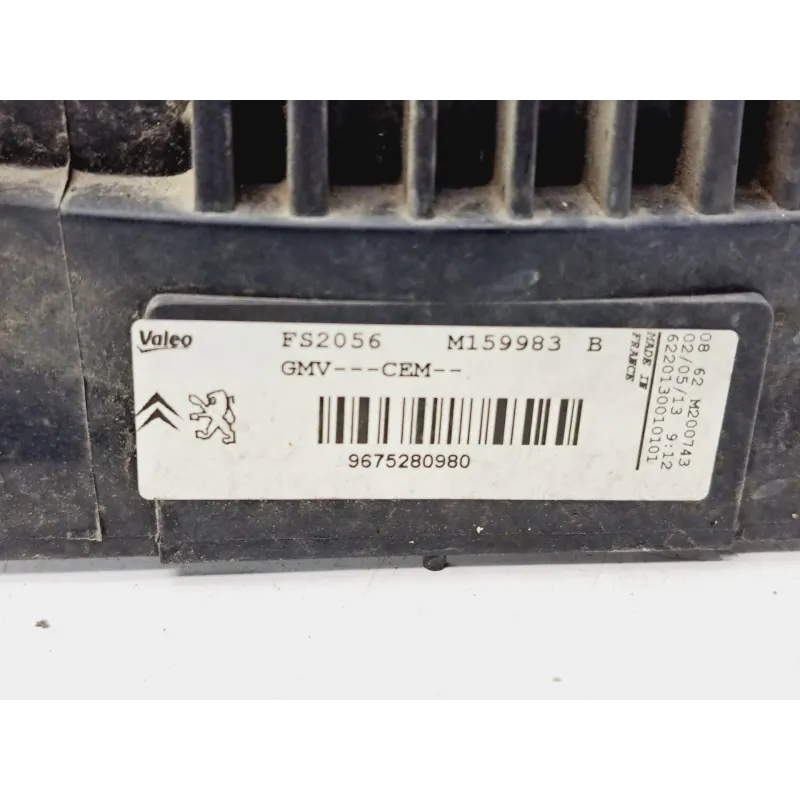 Valeo FS2056 M159983 B
GMV---CEM--
9675280980
MADE IN
FRANCE
08 62 M200743
02/05/13 9:12
6220130010101